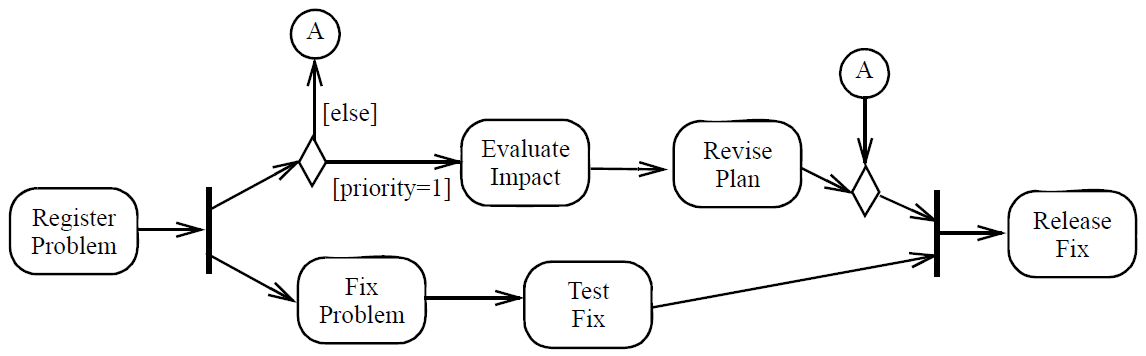 A
[else]
A
Evaluate
Impact
Revise
Plan
[priority=1]
Register
Problem
Release
Fix
Fix
Problem
Test
Fix